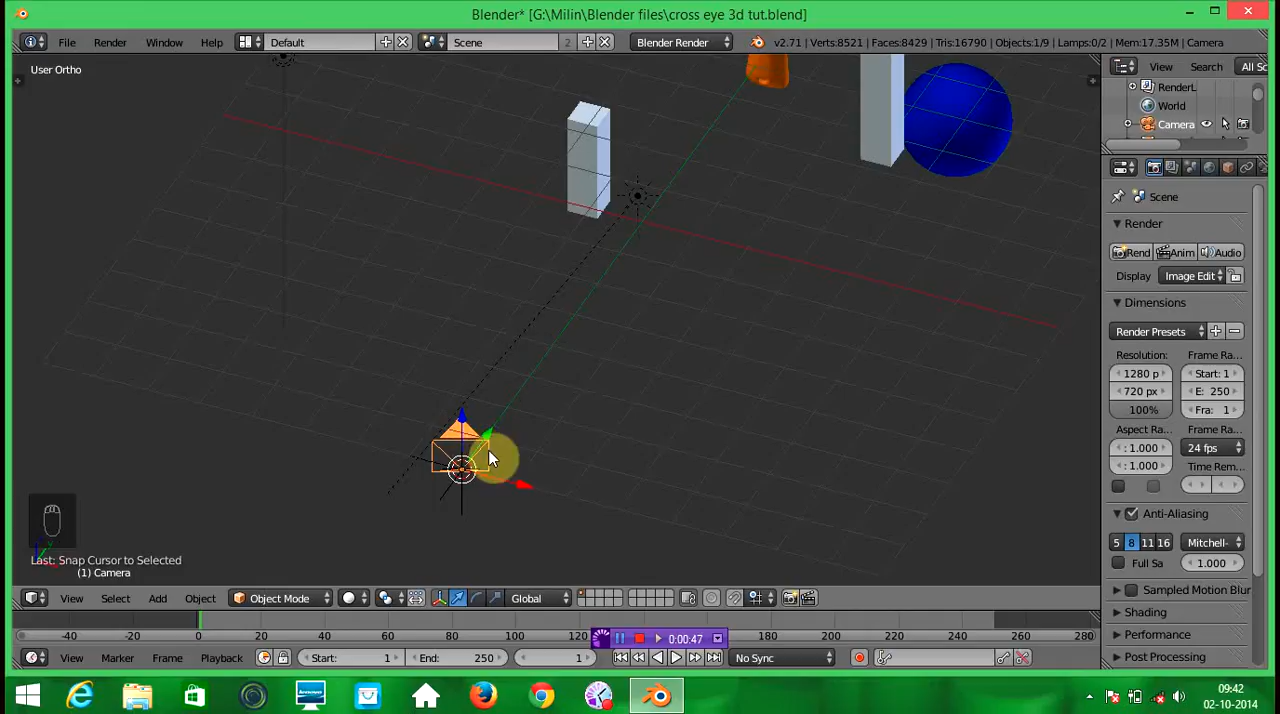 Blender* [G:\Milin\Blender files\cross eye 3d tut.blend]
File Render Window Help Default Scene 2 Blender Render v2.71 | Verts:8521 | Faces:8429 | Tris:16790 | Objects:1/9 | Lamps:0/2 | Mem:17.35M | Camera
User Ortho
View Search All Sc
RenderL
World
Camera
Scene
Render
Rend Anim Audio
Display Image Edit
Dimensions
Render Presets
Resolution: Frame Ra...
1280 p Start: 1
720 px E: 250
100% Fra: 1
Aspect Ra Frame Ra...
: 1.000 24 fps
: 1.000 Time Rem...
Anti-Aliasing
5 8 11 16 Mitchell-
Full Sa 1.000
Sampled Motion Blur
Shading
Performance
Post Processing
Last: Snap Cursor to Selected
(1) Camera
View Select Add Object Object Mode Global
-40 -20 0 20 40 60 80 100 120 0:00:47 180 200 220 240 260 280
View Marker Frame Playback Start: 1 End: 250 1 No Sync
Lenovo
09:42
02-10-2014